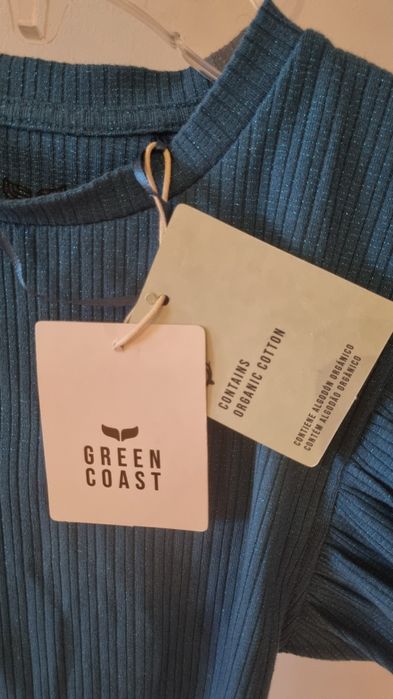 GREEN
COAST
CONTAINS
ORGANIC COTTON
CONTIENE ALGODÓN ORGÁNICO
CONTÉM ALGODÃO ORGÂNICO